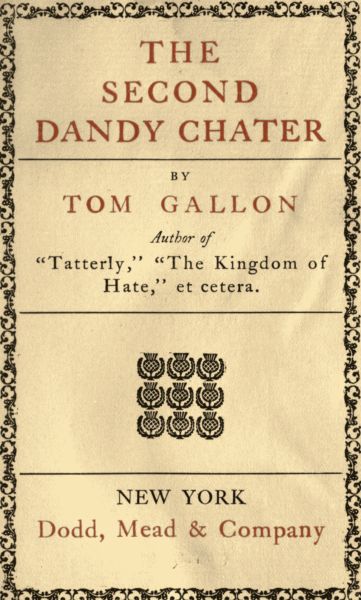 THE
SECOND
DANDY CHATER
BY
TOM GALLON
Author of
“Tatterly,” “The Kingdom of
Hate,” et cetera.
NEW YORK
Dodd, Mead & Company